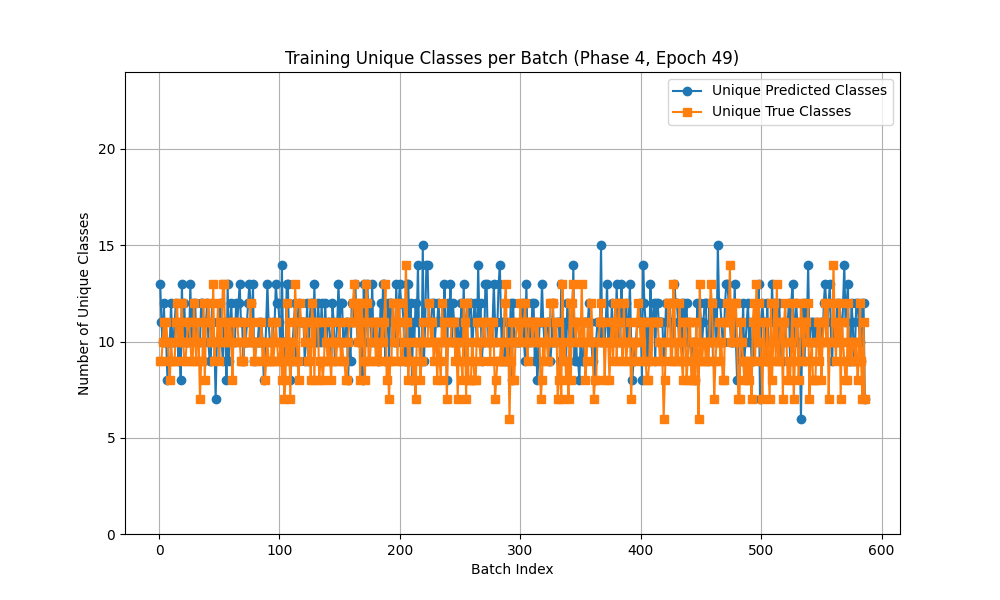 Training Unique Classes per Batch (Phase 4, Epoch 49)
Unique Predicted Classes
Unique True Classes
Number of Unique Classes
20
15
10
5
0
0 100 200 300 400 500 600
Batch Index